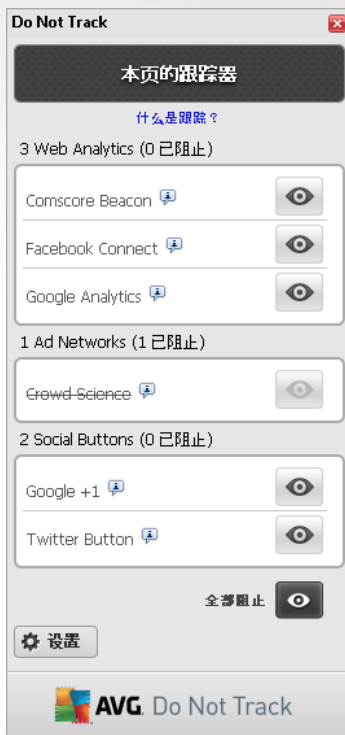 Do Not Track
本页的跟踪器
什么是跟踪？
3 Web Analytics (0 已阻止)
Comscore Beacon
Facebook Connect
Google Analytics
1 Ad Networks (1 已阻止)
Crowd Science
2 Social Buttons (0 已阻止)
Google +1
Twitter Button
全部阻止
设置
AVG. Do Not Track